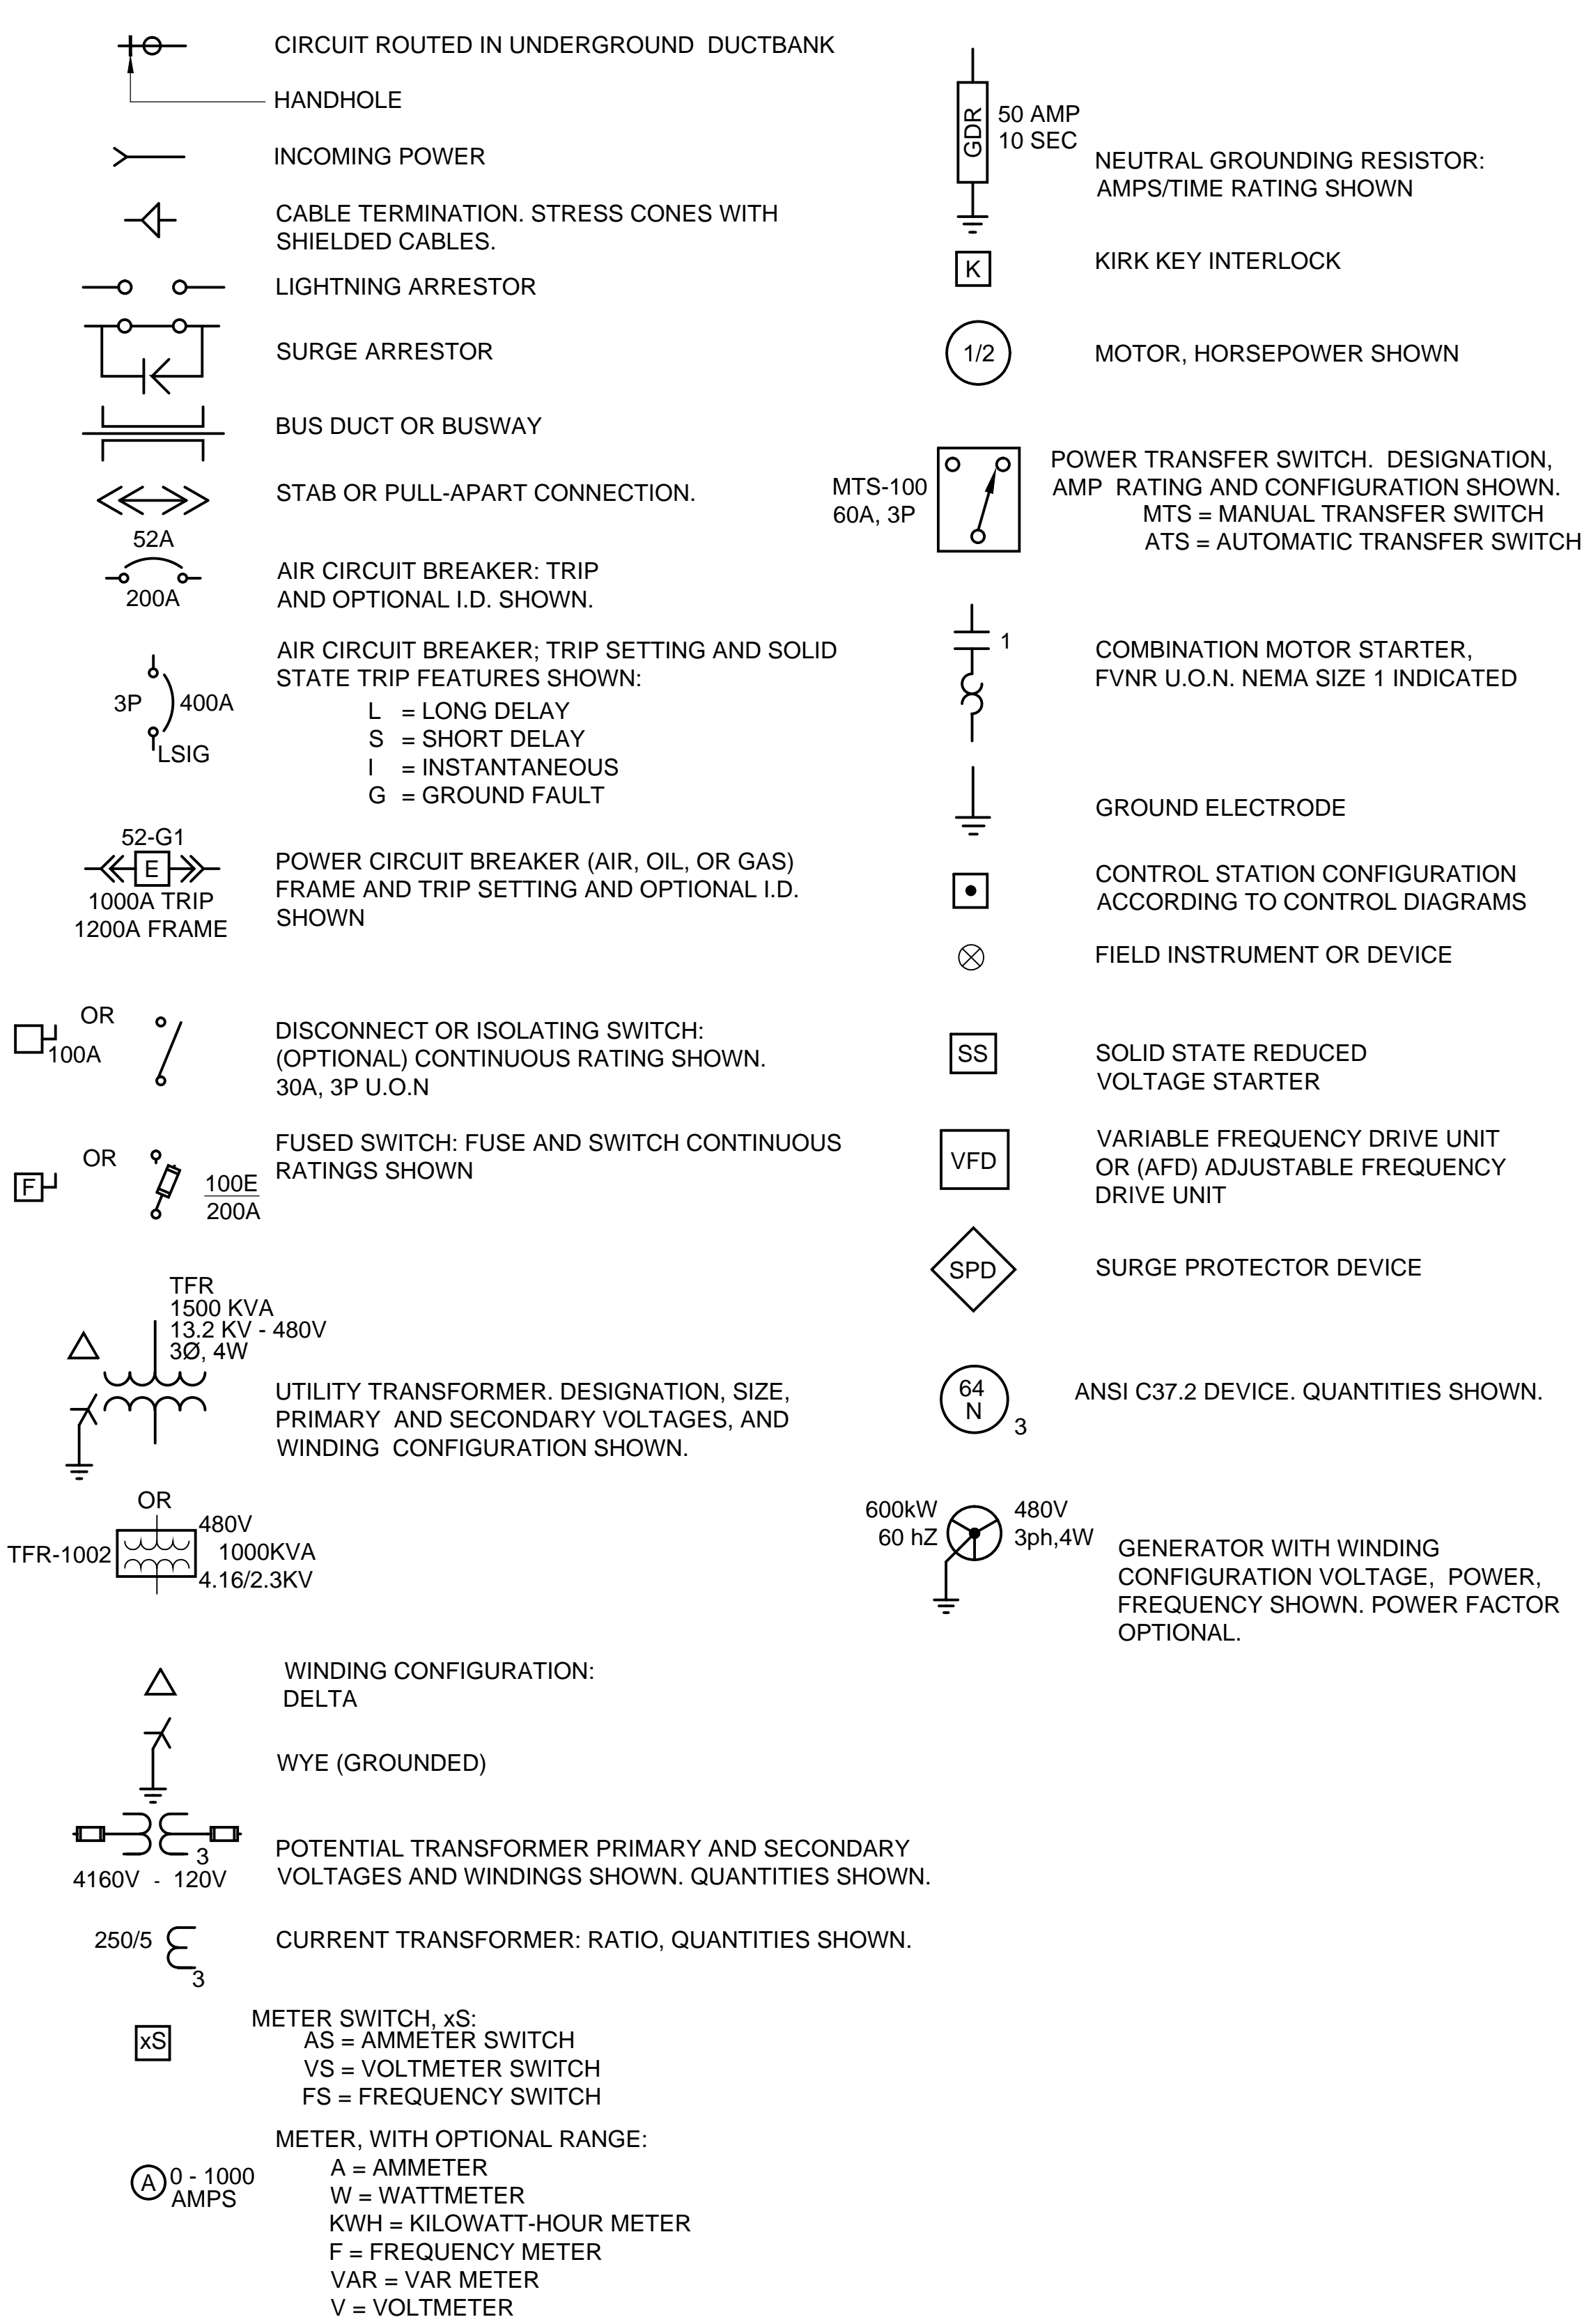 CIRCUIT ROUTED IN UNDERGROUND DUCTBANK
HANDHOLE
INCOMING POWER
CABLE TERMINATION. STRESS CONES WITH
SHIELDED CABLES.
LIGHTNING ARRESTOR
SURGE ARRESTOR
BUS DUCT OR BUSWAY
STAB OR PULL-APART CONNECTION.
52A
200A
AIR CIRCUIT BREAKER: TRIP
AND OPTIONAL I.D. SHOWN.
3P
400A
LSIG
AIR CIRCUIT BREAKER; TRIP SETTING AND SOLID
STATE TRIP FEATURES SHOWN:
L = LONG DELAY
S = SHORT DELAY
I = INSTANTANEOUS
G = GROUND FAULT
52-G1
E
1000A TRIP
1200A FRAME
POWER CIRCUIT BREAKER (AIR, OIL, OR GAS)
FRAME AND TRIP SETTING AND OPTIONAL I.D.
SHOWN
OR
100A
DISCONNECT OR ISOLATING SWITCH:
(OPTIONAL) CONTINUOUS RATING SHOWN.
30A, 3P U.O.N
F
OR
100E
200A
FUSED SWITCH: FUSE AND SWITCH CONTINUOUS
RATINGS SHOWN
TFR
1500 KVA
13.2 KV - 480V
3Ø, 4W
UTILITY TRANSFORMER. DESIGNATION, SIZE,
PRIMARY AND SECONDARY VOLTAGES, AND
WINDING CONFIGURATION SHOWN.
OR
TFR-1002
480V
1000KVA
4.16/2.3KV
WINDING CONFIGURATION:
DELTA
WYE (GROUNDED)
3
4160V - 120V
POTENTIAL TRANSFORMER PRIMARY AND SECONDARY
VOLTAGES AND WINDINGS SHOWN. QUANTITIES SHOWN.
250/5
3
CURRENT TRANSFORMER: RATIO, QUANTITIES SHOWN.
xS
METER SWITCH, xS:
AS = AMMETER SWITCH
VS = VOLTMETER SWITCH
FS = FREQUENCY SWITCH
A
0 - 1000
AMPS
METER, WITH OPTIONAL RANGE:
A = AMMETER
W = WATTMETER
KWH = KILOWATT-HOUR METER
F = FREQUENCY METER
VAR = VAR METER
V = VOLTMETER
GDR
50 AMP
10 SEC
NEUTRAL GROUNDING RESISTOR:
AMPS/TIME RATING SHOWN
K
KIRK KEY INTERLOCK
1/2
MOTOR, HORSEPOWER SHOWN
MTS-100
60A, 3P
POWER TRANSFER SWITCH. DESIGNATION,
AMP RATING AND CONFIGURATION SHOWN.
MTS = MANUAL TRANSFER SWITCH
ATS = AUTOMATIC TRANSFER SWITCH
1
COMBINATION MOTOR STARTER,
FVNR U.O.N. NEMA SIZE 1 INDICATED
GROUND ELECTRODE
CONTROL STATION CONFIGURATION
ACCORDING TO CONTROL DIAGRAMS
FIELD INSTRUMENT OR DEVICE
SS
SOLID STATE REDUCED
VOLTAGE STARTER
VFD
VARIABLE FREQUENCY DRIVE UNIT
OR (AFD) ADJUSTABLE FREQUENCY
DRIVE UNIT
SPD
SURGE PROTECTOR DEVICE
64
N
3
ANSI C37.2 DEVICE. QUANTITIES SHOWN.
600kW
60 hZ
480V
3ph,4W
GENERATOR WITH WINDING
CONFIGURATION VOLTAGE, POWER,
FREQUENCY SHOWN. POWER FACTOR
OPTIONAL.